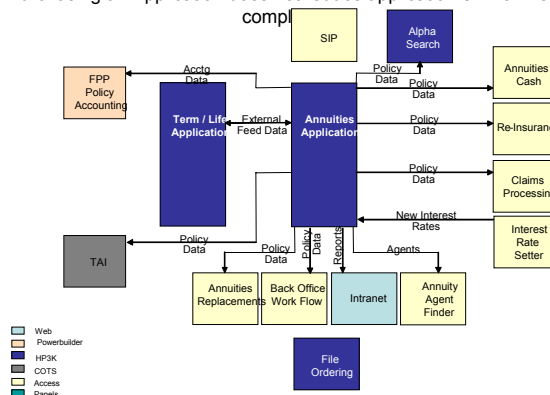 compl
SIP
Alpha
Search
FPP
Policy
Accounting
Acctg
Data
Policy
Data
Annuities
Cash
Policy
Data
Term / Life
Application
External
Feed Data
Annuities
Application
Policy
Data
Re-Insuran
Policy
Data
Claims
Processin
New Interest
Rates
Interest
Rate
Setter
TAI
Policy
Data
Policy
Data
Policy
Data
Reports
Agents
Annuities
Replacements
Back Office
Work Flow
Intranet
Annuity
Agent
Finder
File
Ordering
Web
Powerbuilder
HP3K
COTS
Access
Panels